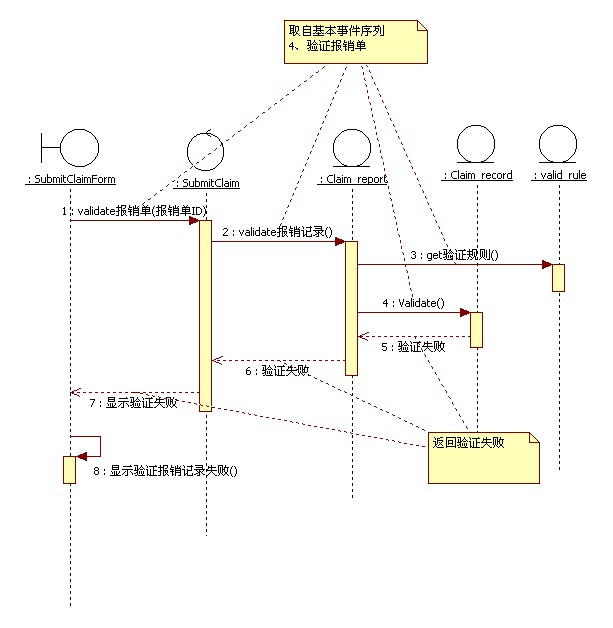 取自基本事件序列
4、验证报销单
: SubmitClaimForm
: SubmitClaim
: Claim_report
: Claim_record
: valid_rule
1 : validate报销单(报销单ID)
2 : validate报销记录()
3 : get验证规则()
4 : Validate()
5 : 验证失败
6 : 验证失败
7 : 显示验证失败
返回验证失败
8 : 显示验证报销记录失败()